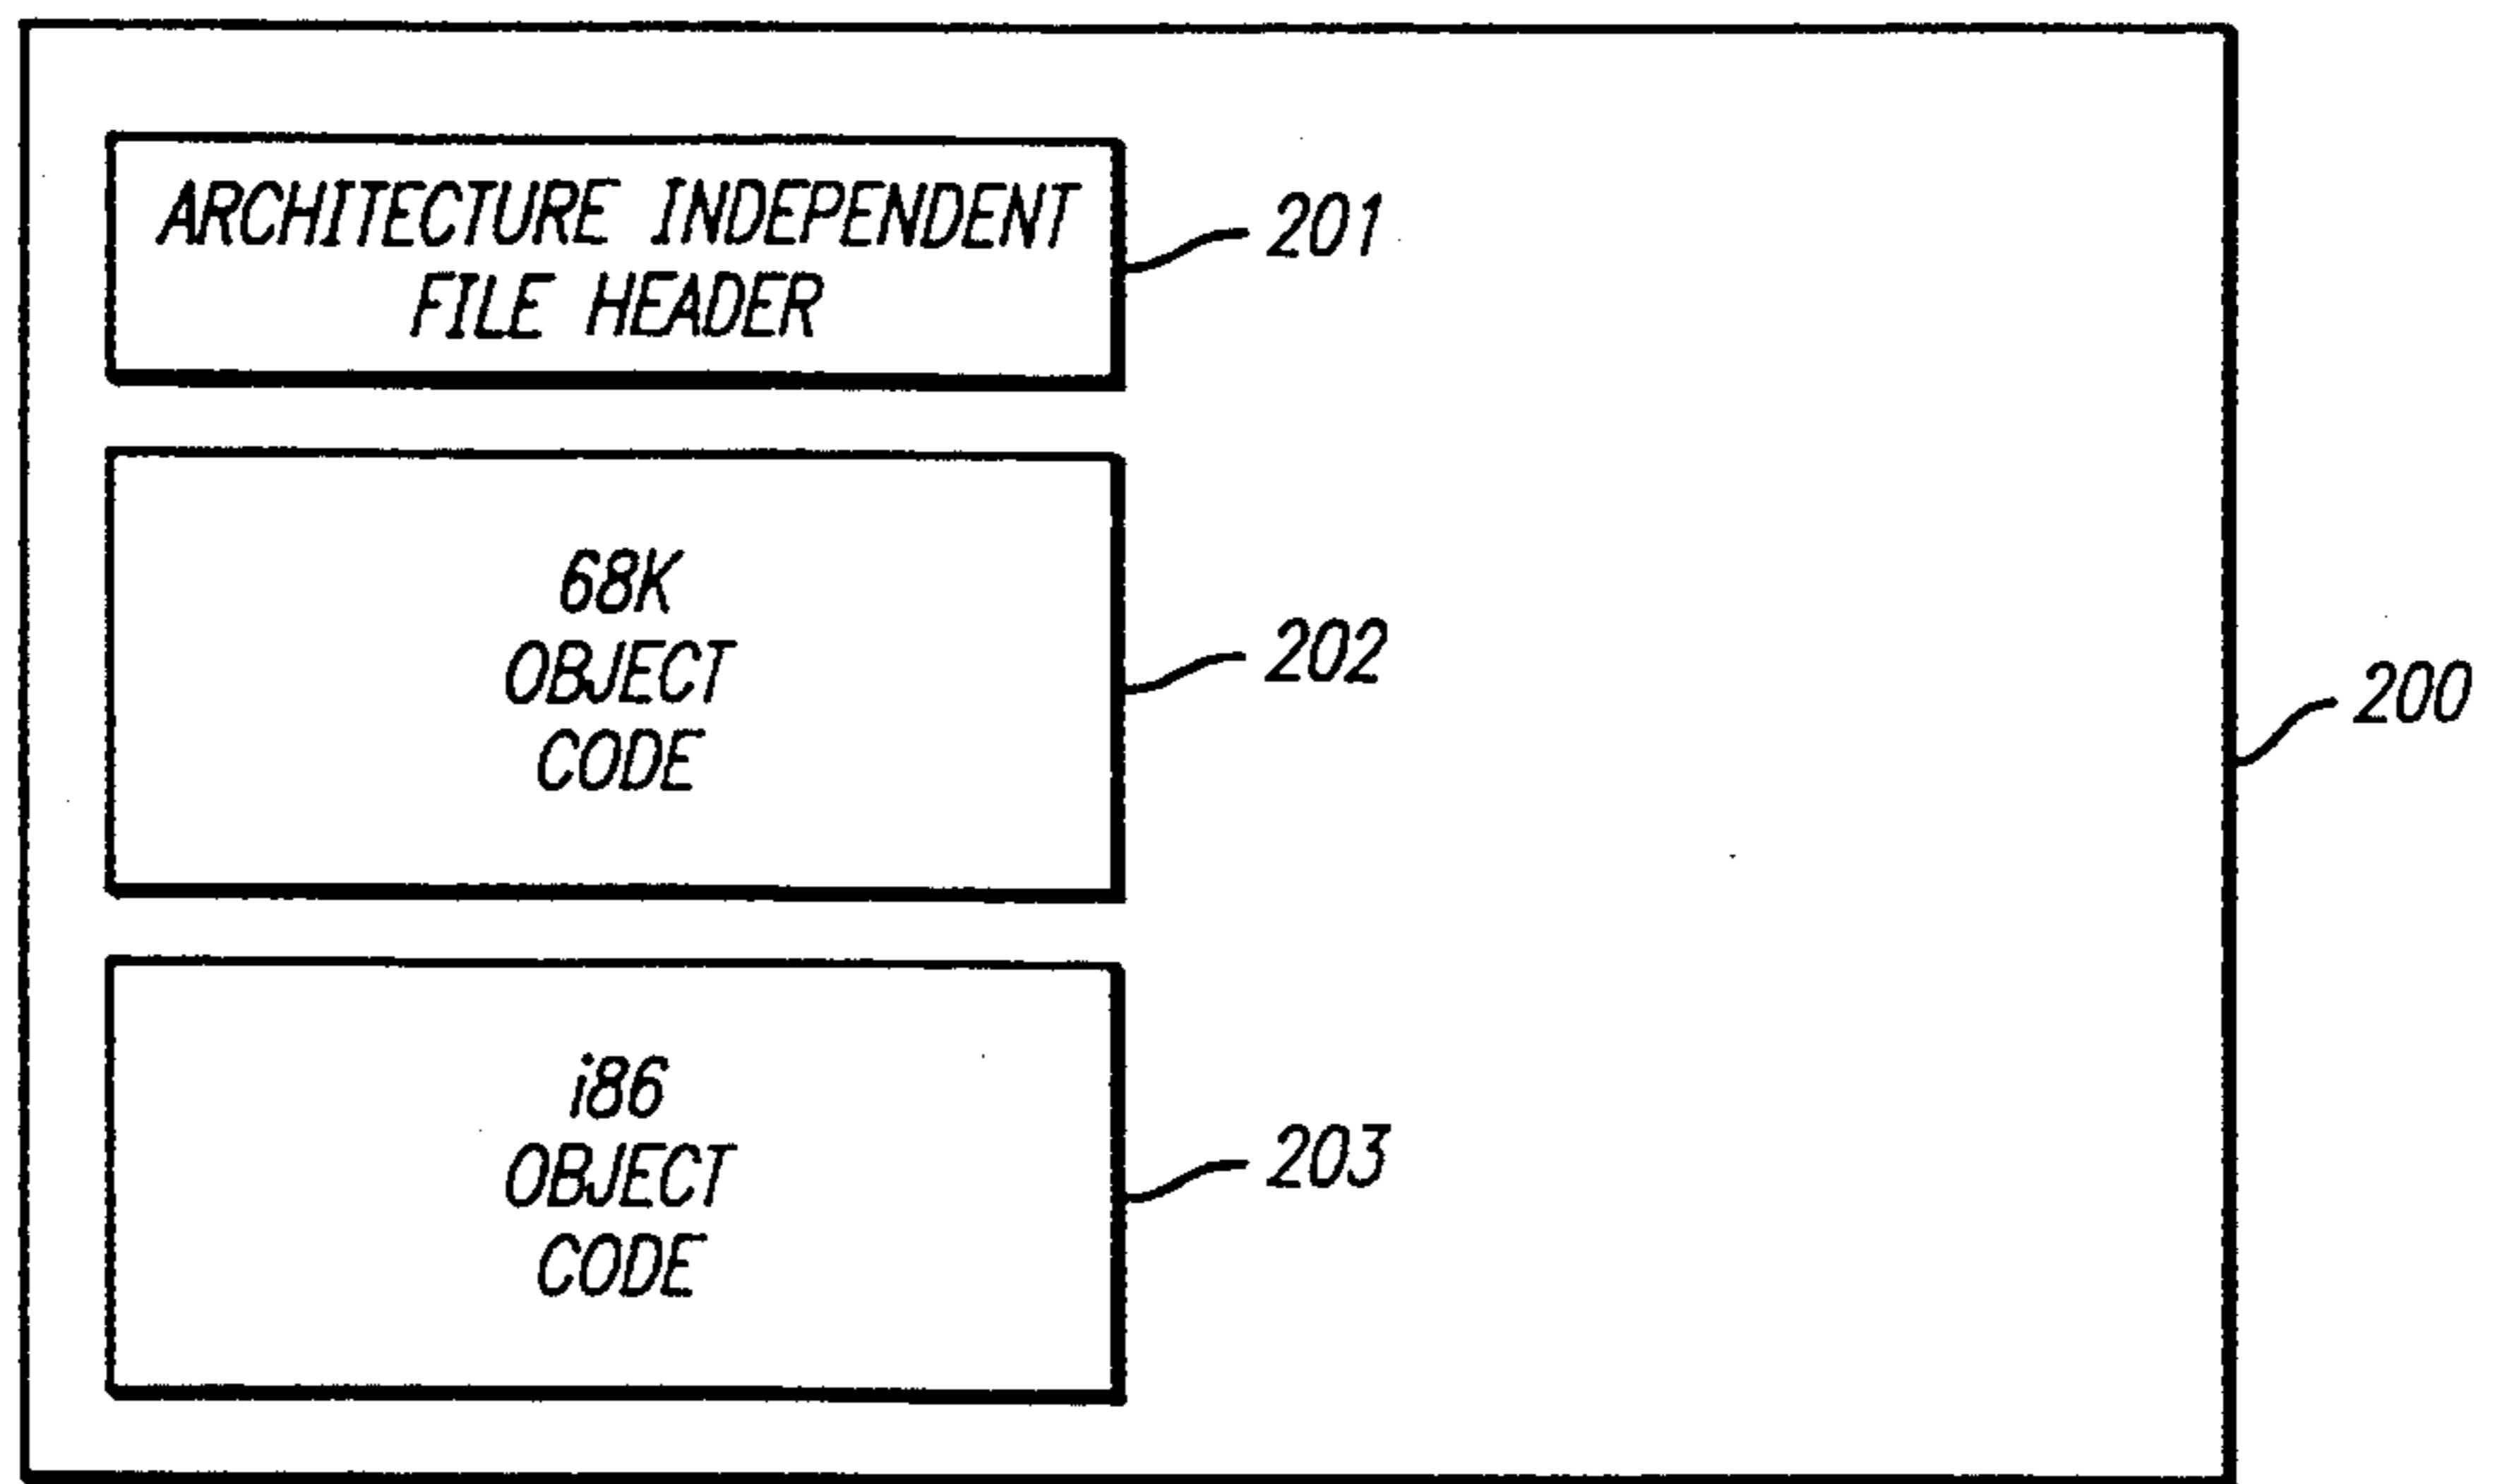 ARCHITECTURE INDEPENDENT
FILE HEADER
201
68K
OBJECT
CODE
202
200
i86
OBJECT
CODE
203